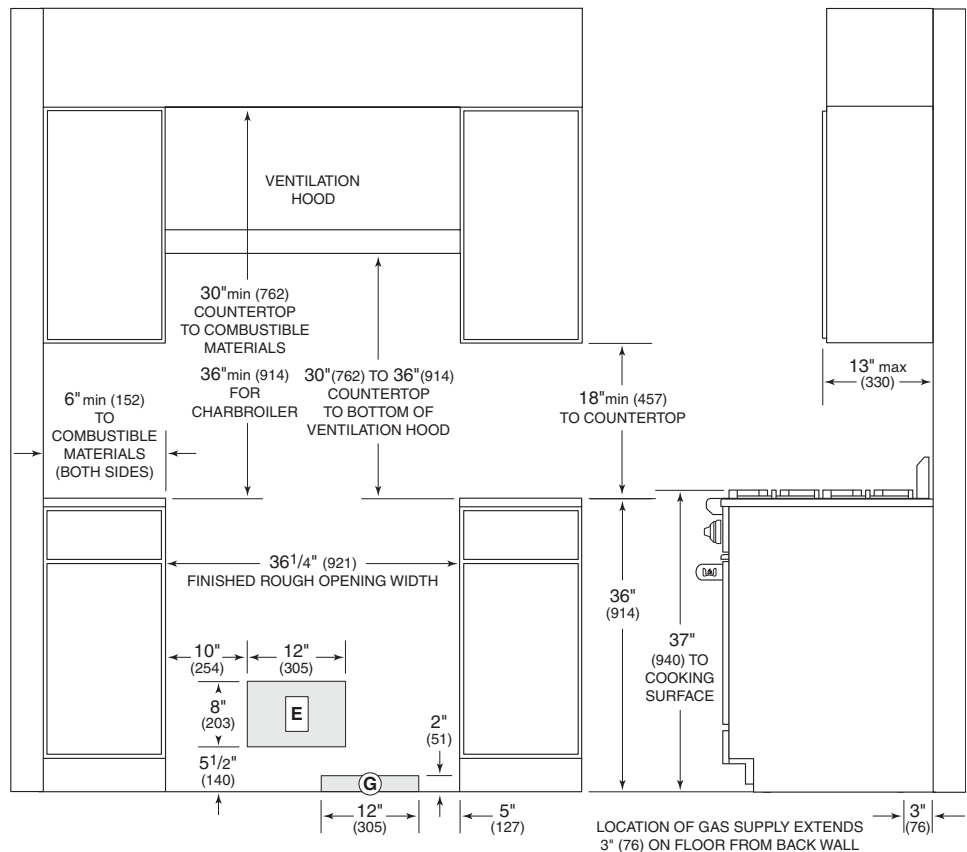 VENTILATION
HOOD
30"min (762)
COUNTERTOP
TO COMBUSTIBLE
MATERIALS
36"min (914)
FOR
CHARBROILER
30"(762) TO 36"(914)
COUNTERTOP
TO BOTTOM OF
VENTILATION HOOD
6"min (152)
TO
COMBUSTIBLE
MATERIALS
(BOTH SIDES)
18"min (457)
TO COUNTERTOP
13" max
(330)
36 1/4" (921)
FINISHED ROUGH OPENING WIDTH
36"
(914)
37"
(940) TO
COOKING
SURFACE
10"
(254)
12"
(305)
8"
(203)
E
5 1/2"
(140)
2"
(51)
G
12"
(305)
5"
(127)
3"
(76)
LOCATION OF GAS SUPPLY EXTENDS
3" (76) ON FLOOR FROM BACK WALL